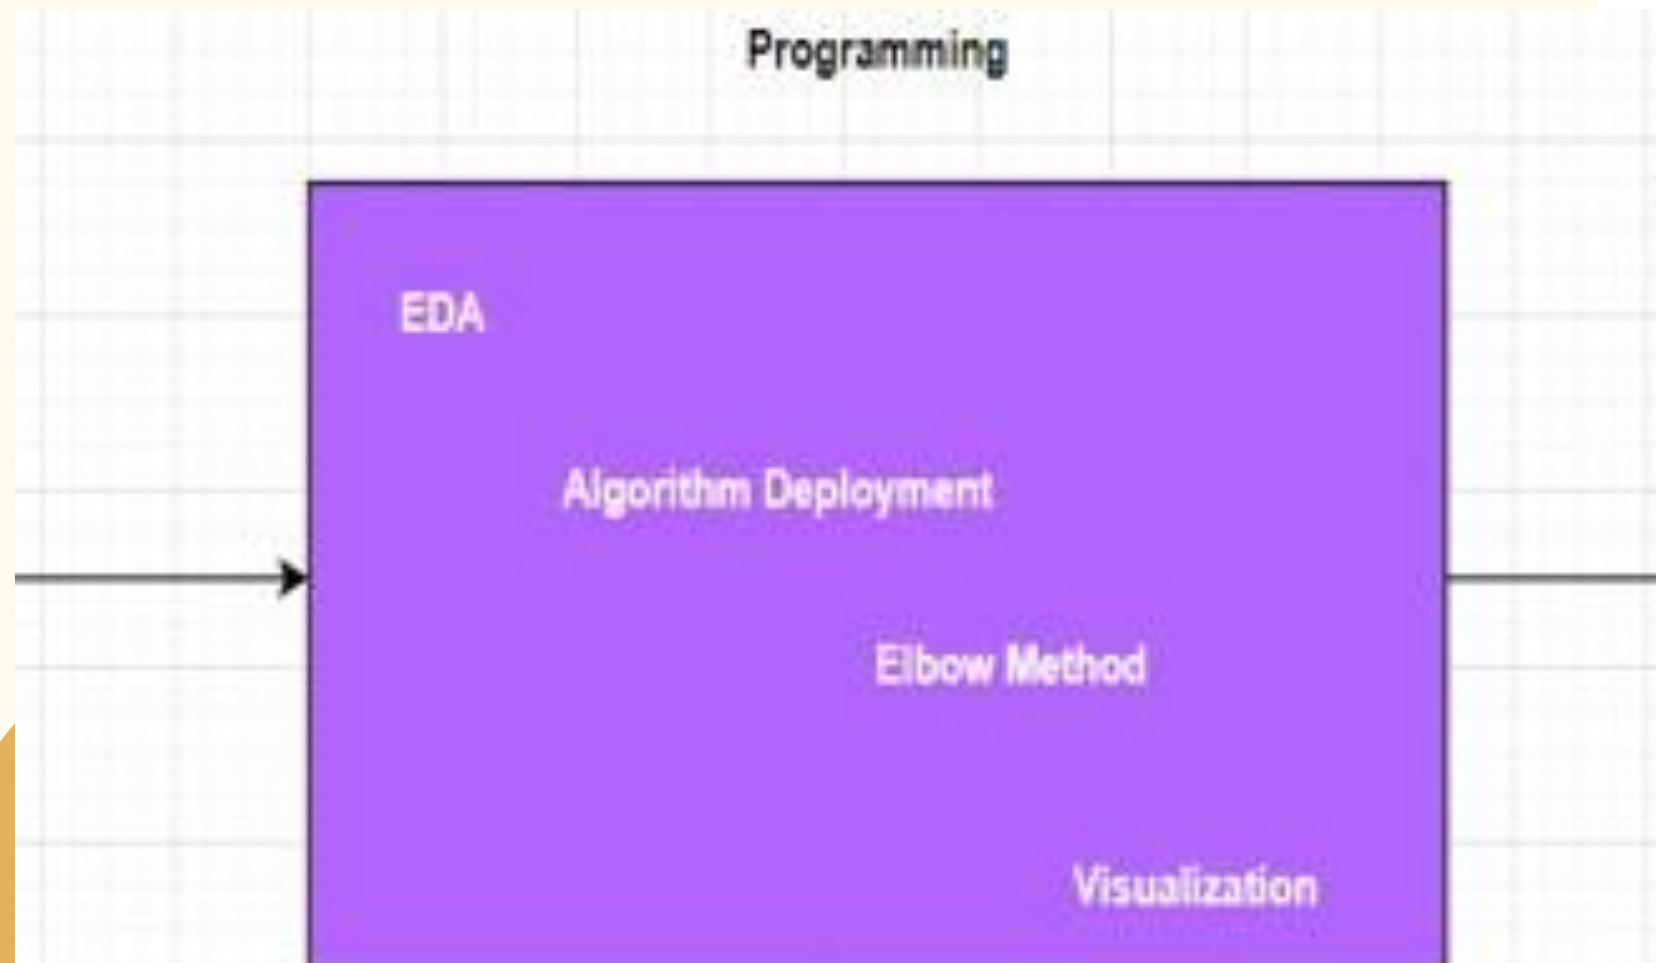 Programming
EDA
Algorithm Deployment
Elbow Method
Visualization